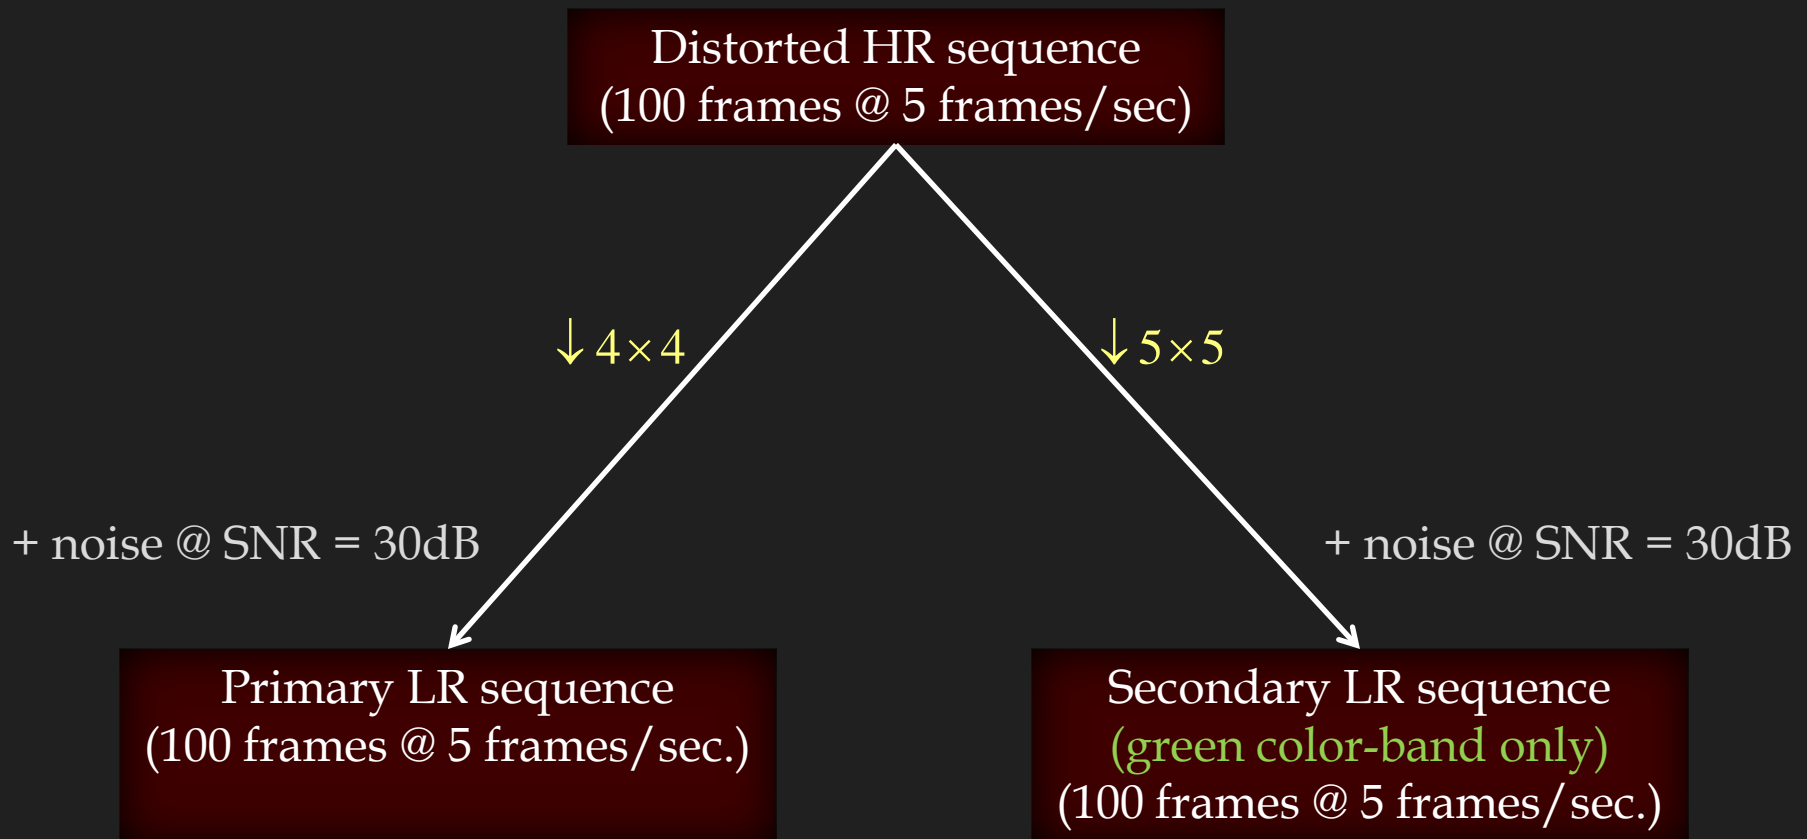 Distorted HR sequence
(100 frames @ 5 frames/sec)
↓ 4×4
↓ 5×5
+ noise @ SNR = 30dB
+ noise @ SNR = 30dB
Primary LR sequence
(100 frames @ 5 frames/sec.)
Secondary LR sequence
(green color-band only)
(100 frames @ 5 frames/sec.)